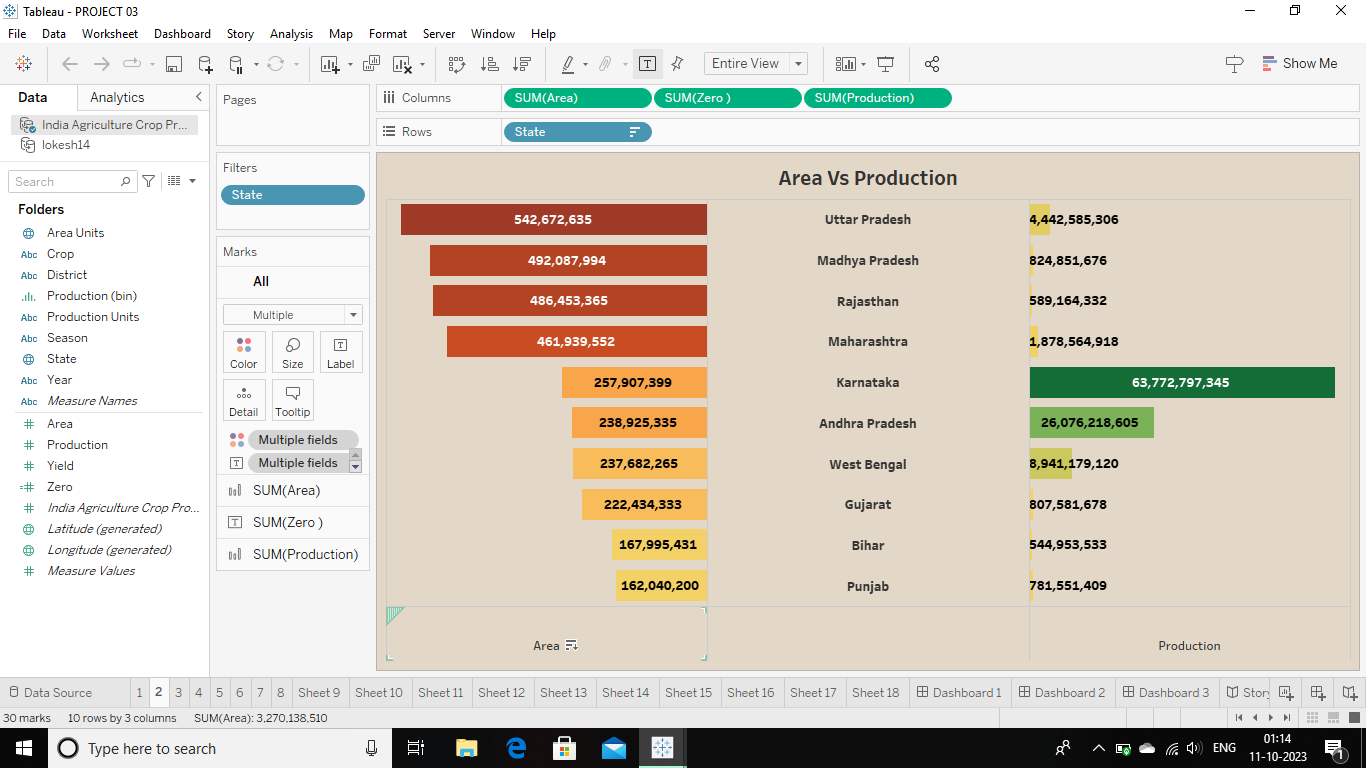 Tableau - PROJECT 03
File Data Worksheet Dashboard Story Analysis Map Format Server Window Help
Entire View
Show Me
Data Analytics
India Agriculture Crop Pr...
lokesh14
Search
Folders
Area Units
Abc Crop
Abc District
Production (bin)
Abc Production Units
Abc Season
State
Abc Year
Abc Measure Names
Area
Production
Yield
Zero
India Agriculture Crop Pro...
Latitude (generated)
Longitude (generated)
Measure Values
Pages
Filters
State
Marks
All
Multiple
Color Size Label
Detail Tooltip
Multiple fields
Multiple fields
SUM(Area)
SUM(Zero )
SUM(Production)
Columns SUM(Area) SUM(Zero ) SUM(Production)
Rows State
Area Vs Production
542,672,635 Uttar Pradesh 4,442,585,306
492,087,994 Madhya Pradesh 824,851,676
486,453,365 Rajasthan 589,164,332
461,939,552 Maharashtra 1,878,564,918
257,907,399 Karnataka 63,772,797,345
238,925,335 Andhra Pradesh 26,076,218,605
237,682,265 West Bengal 8,941,179,120
222,434,333 Gujarat 807,581,678
167,995,431 Bihar 544,953,533
162,040,200 Punjab 781,551,409
Area Production
Data Source 1 2 3 4 5 6 7 8 Sheet 9 Sheet 10 Sheet 11 Sheet 12 Sheet 13 Sheet 14 Sheet 15 Sheet 16 Sheet 17 Sheet 18 Dashboard 1 Dashboard 2 Dashboard 3 Story
30 marks 10 rows by 3 columns SUM(Area): 3,270,138,510
Type here to search
ENG
01:14
11-10-2023
1